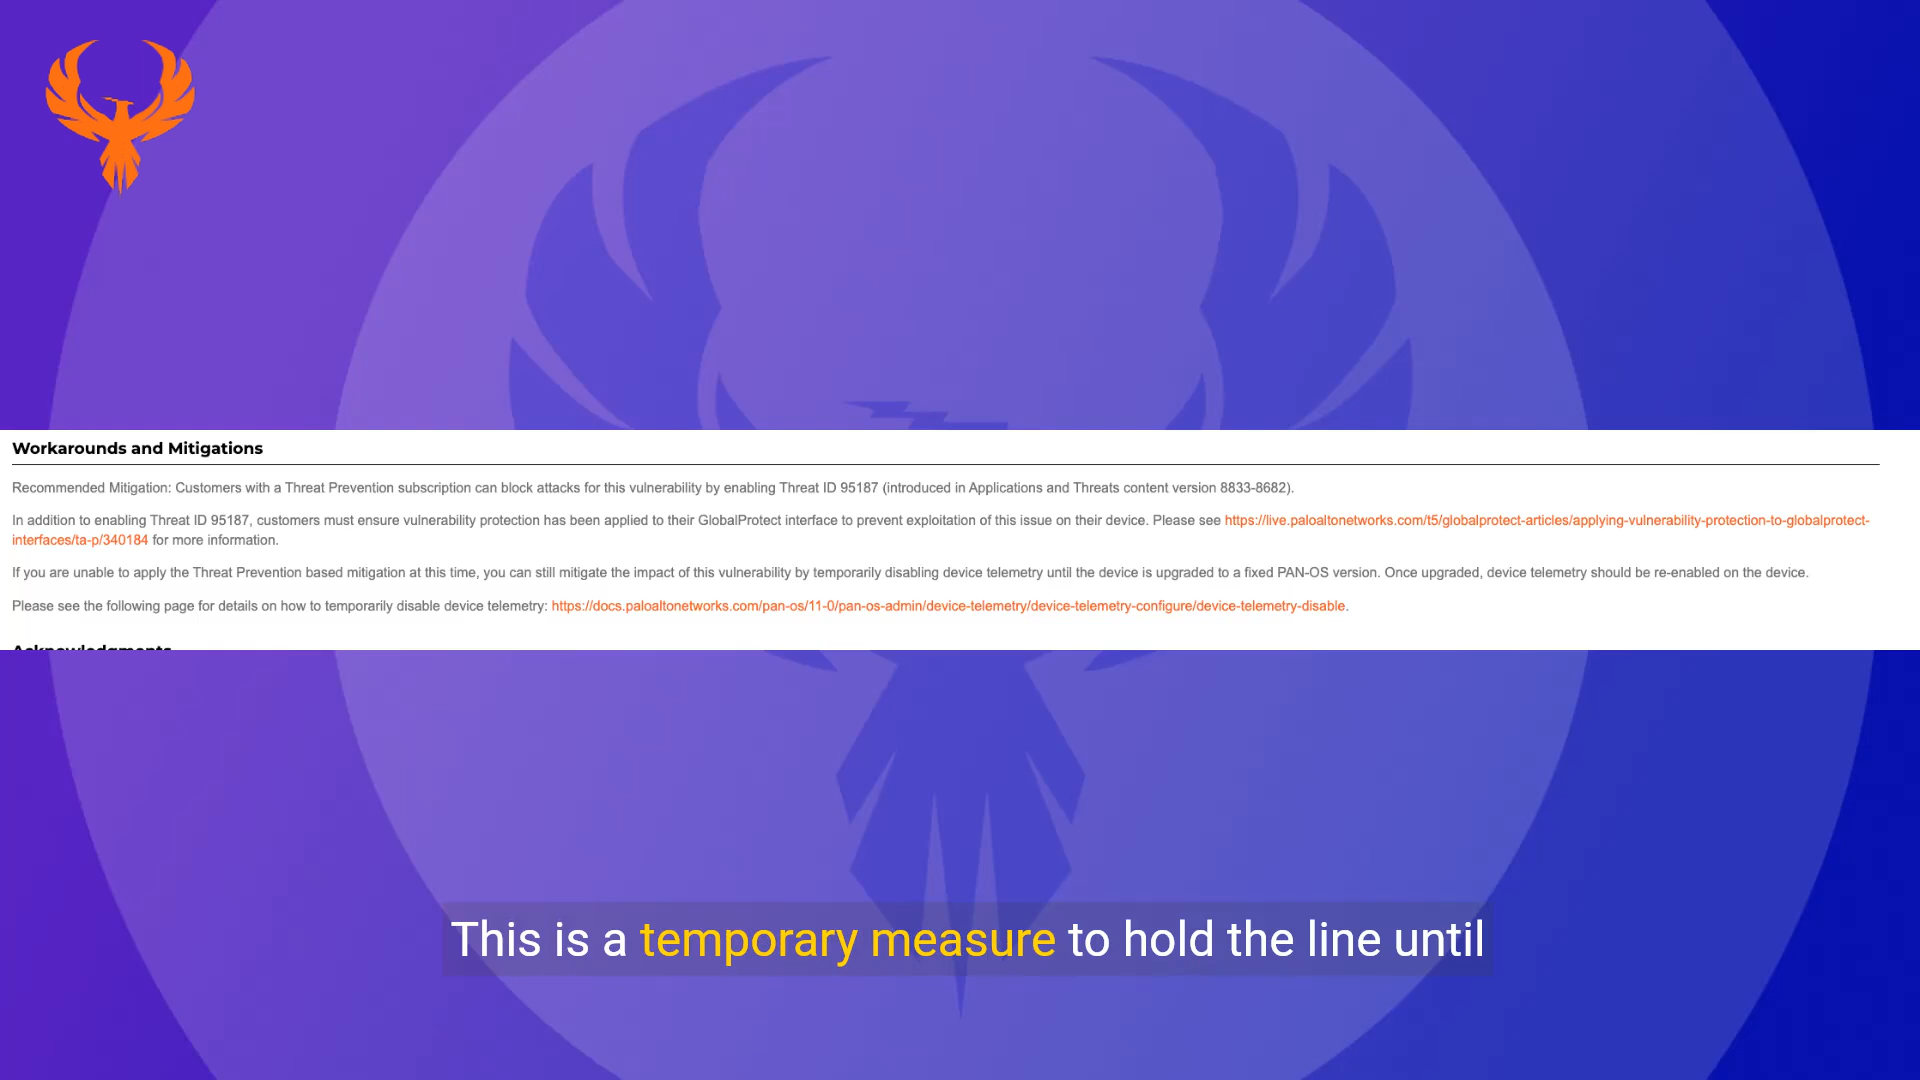 Workarounds and Mitigations
Recommended Mitigation: Customers with a Threat Prevention subscription can block attacks for this vulnerability by enabling Threat ID 95187 (introduced in Applications and Threats content version 8833-8682).
In addition to enabling Threat ID 95187, customers must ensure vulnerability protection has been applied to their GlobalProtect interface to prevent exploitation of this issue on their device. Please see https://live.paloaltonetworks.com/t5/globalprotect-articles/applying-vulnerability-protection-to-globalprotect-
interfaces/ta-p/340184 for more information.
If you are unable to apply the Threat Prevention based mitigation at this time, you can still mitigate the impact of this vulnerability by temporarily disabling device telemetry until the device is upgraded to a fixed PAN-OS version. Once upgraded, device telemetry should be re-enabled on the device.
Please see the following page for details on how to temporarily disable device telemetry: https://docs.paloaltonetworks.com/pan-os/11-0/pan-os-admin/device-telemetry/device-telemetry-configure/device-telemetry-disable.
Acknowledgments
This is a temporary measure to hold the line until